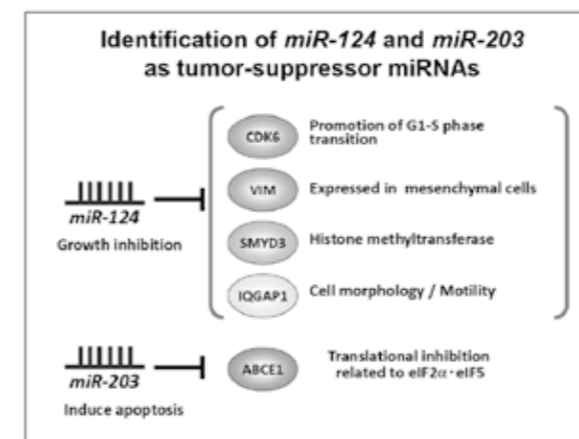 Identification of miR-124 and miR-203
as tumor-suppressor miRNAs
CDK6
Promotion of G1-S phase
transition
VIM
Expressed in mesenchymal cells
miR-124
Growth inhibition
SMYD3
Histone methyltransferase
IQGAP1
Cell morphology / Motility
miR-203
Induce apoptosis
ABCE1
Translational inhibition
related to eIF2α·eIF5